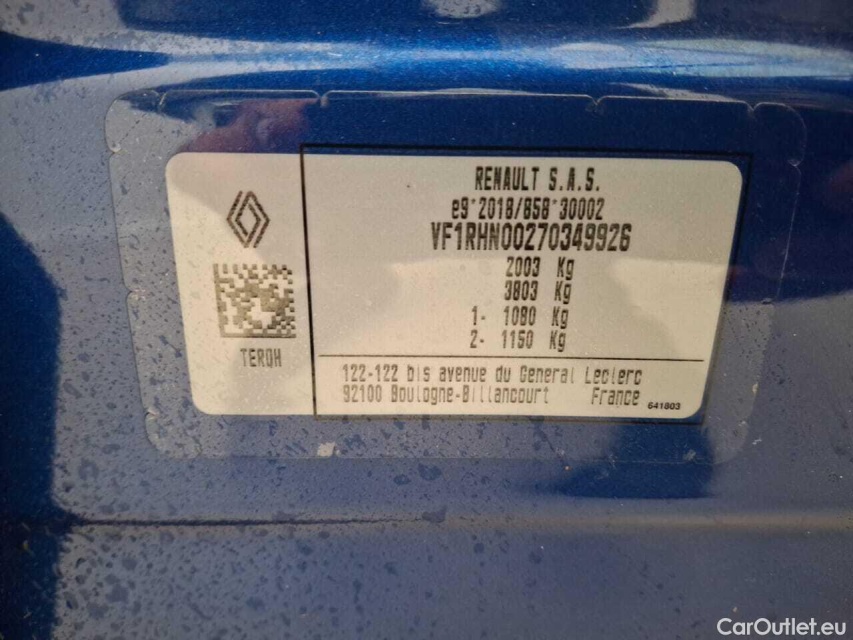 RENAULT S.A.S.
e9*2018/858*30002
VF1RHN00270349926
2003 Kg
3803 Kg
1- 1080 Kg
2- 1150 Kg
TERQH
122-122 bis avenue du General Leclerc
92100 Boulogne-Billancourt France
641803
CarOutlet.eu